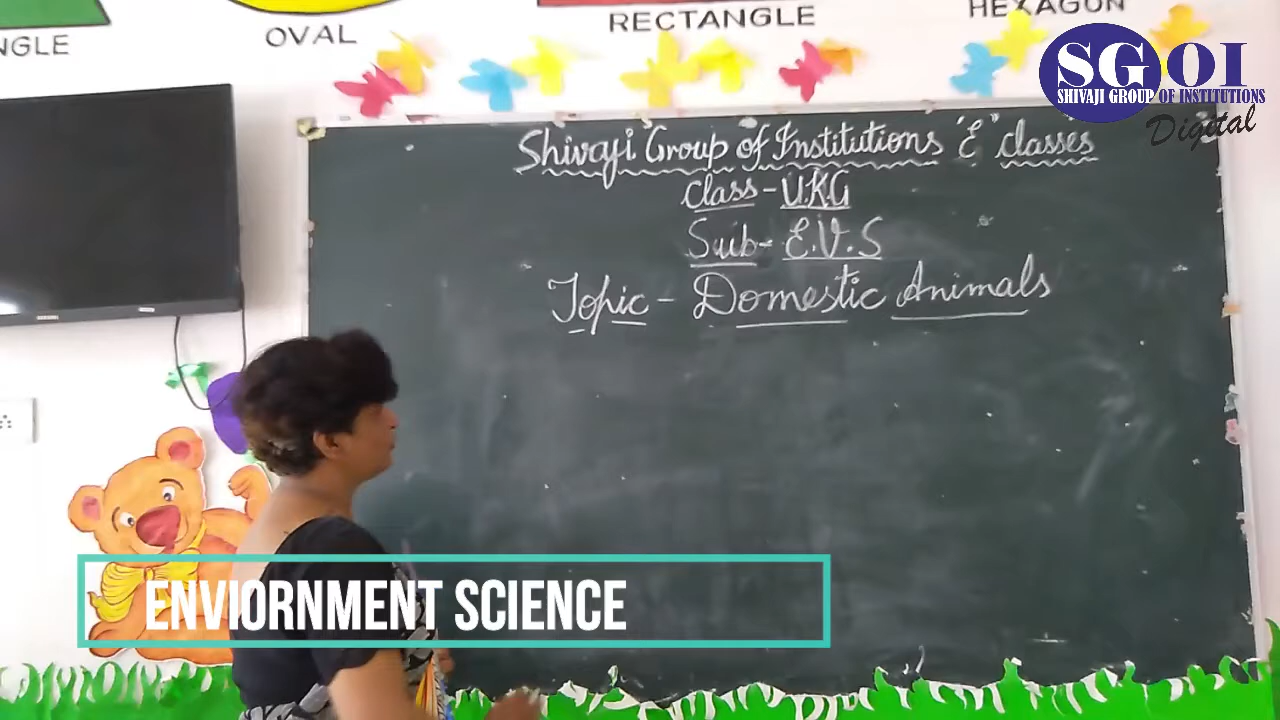 NGLE
OVAL
RECTANGLE
HEXAGON
SGOI
SHIVAJI GROUP OF INSTITUTIONS
Digital
Shivaji Group of Institutions "E" classes
Class - U.K.G
Sub - E.V.S
Topic - Domestic Animals
ENVIORNMENT SCIENCE